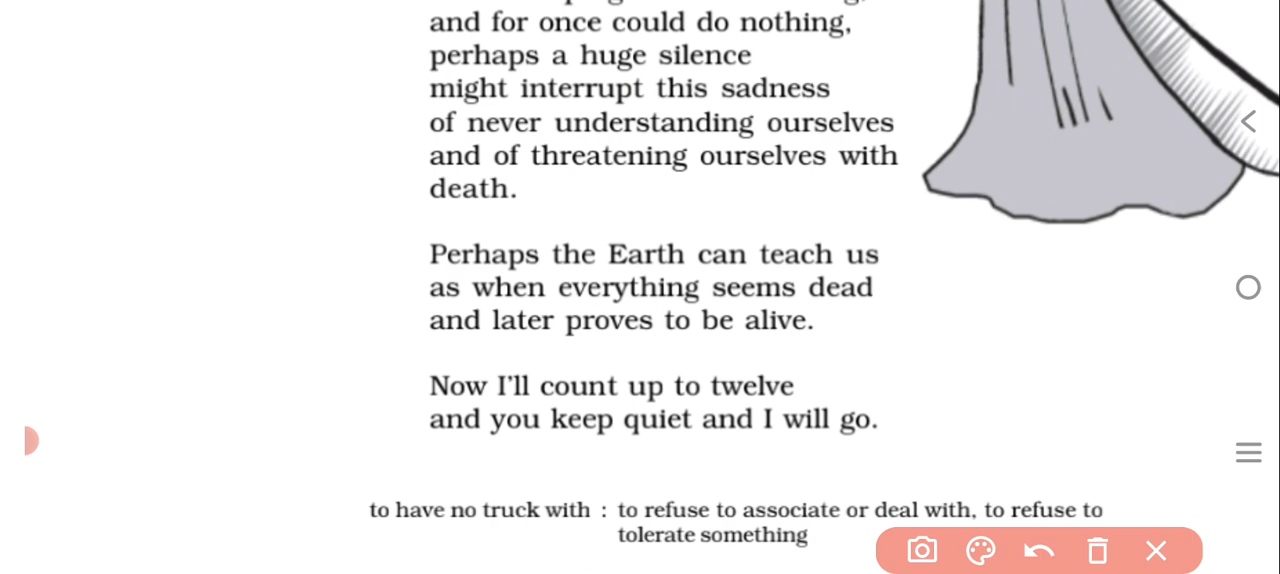 and for once could do nothing,
perhaps a huge silence
might interrupt this sadness
of never understanding ourselves
and of threatening ourselves with
death.
Perhaps the Earth can teach us
as when everything seems dead
and later proves to be alive.
Now I'll count up to twelve
and you keep quiet and I will go.
to have no truck with : to refuse to associate or deal with, to refuse to
tolerate something